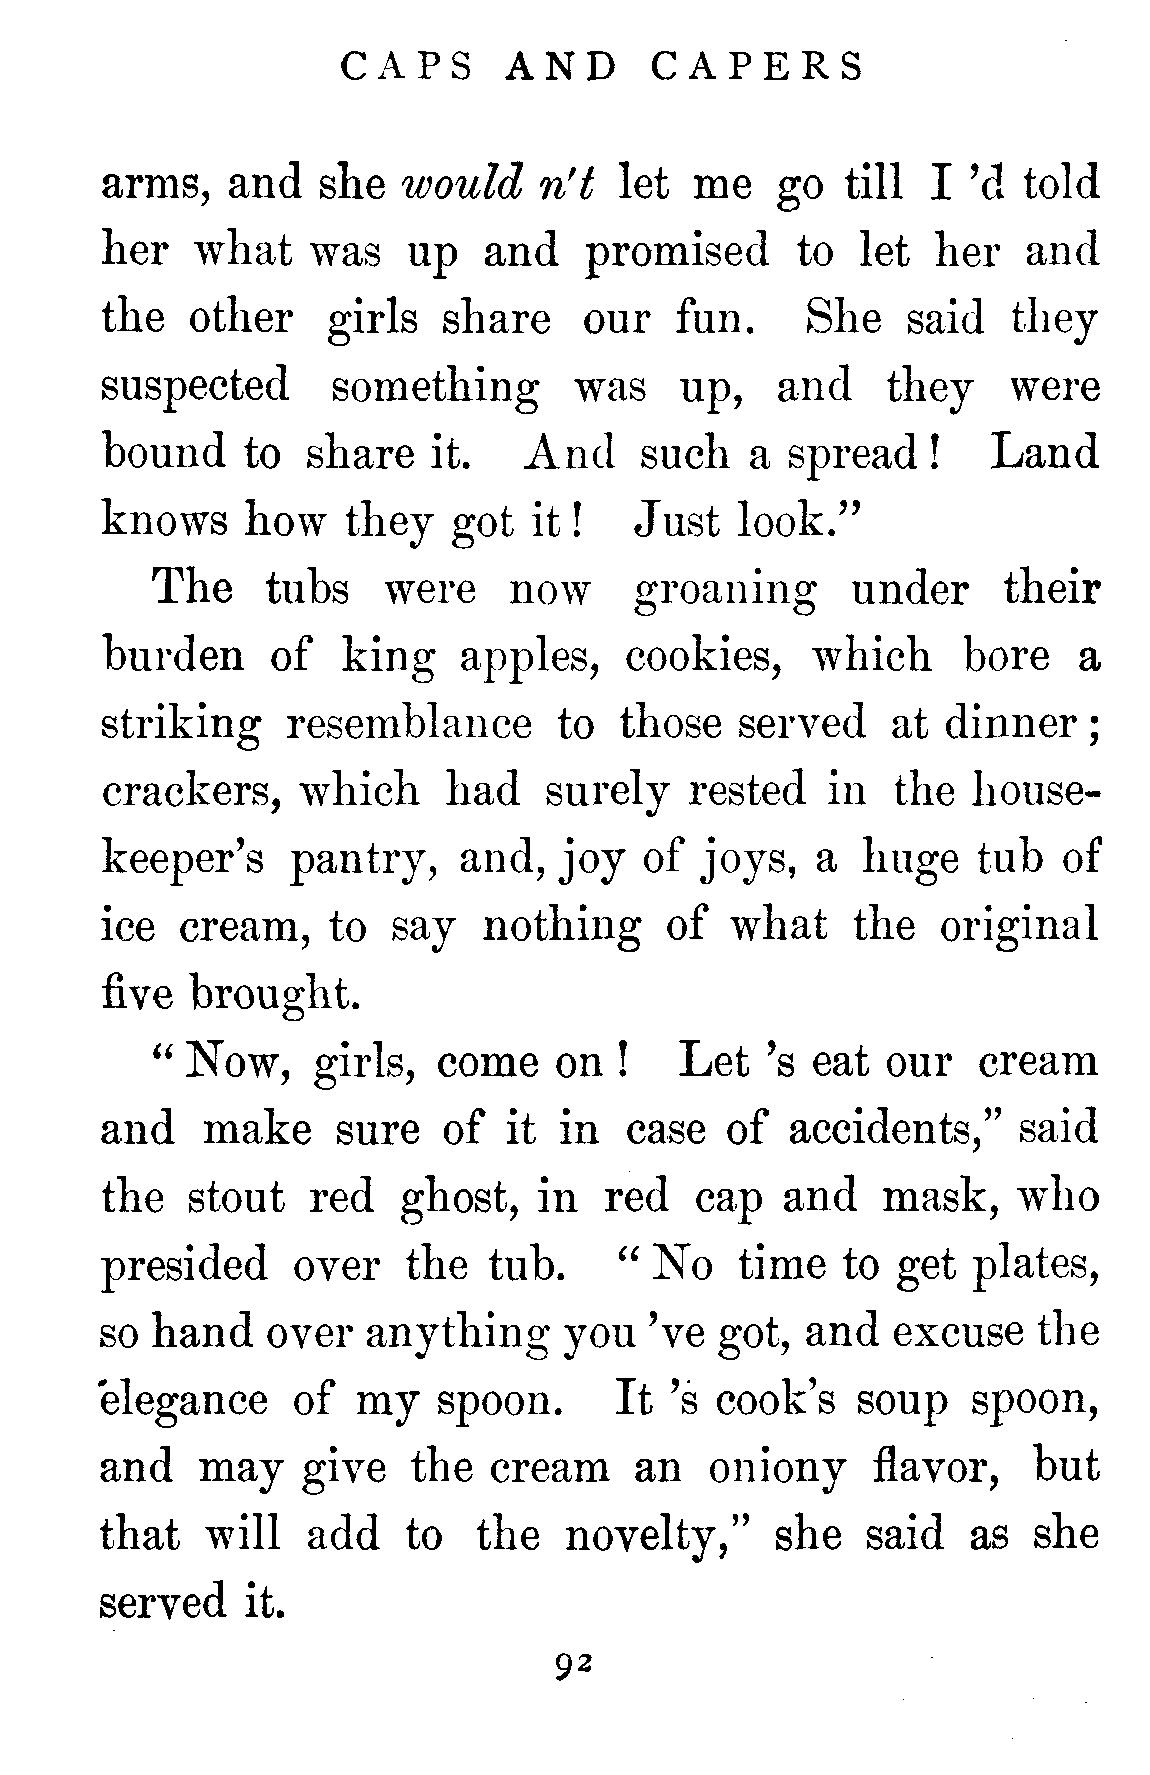 CAPS AND CAPERS
arms, and she would n't let me go till I 'd told
her what was up and promised to let her and
the other girls share our fun. She said they
suspected something was up, and they were
bound to share it. And such a spread! Land
knows how they got it! Just look.”
The tubs were now groaning under their
burden of king apples, cookies, which bore a
striking resemblance to those served at dinner;
crackers, which had surely rested in the house-
keeper's pantry, and, joy of joys, a huge tub of
ice cream, to say nothing of what the original
five brought.
“Now, girls, come on! Let 's eat our cream
and make sure of it in case of accidents,” said
the stout red ghost, in red cap and mask, who
presided over the tub. “No time to get plates,
so hand over anything you 've got, and excuse the
elegance of my spoon. It 's cook's soup spoon,
and may give the cream an oniony flavor, but
that will add to the novelty,” she said as she
served it.
92